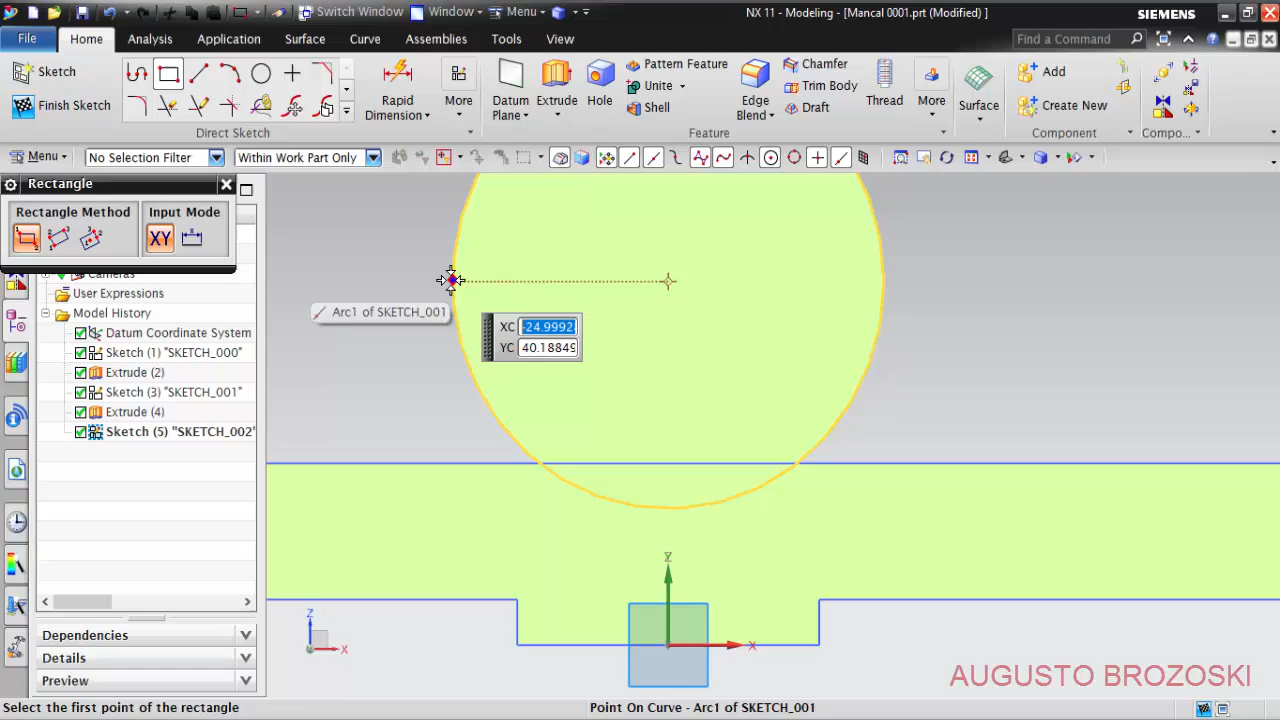 Switch Window
Window
Menu
NX 11 - Modeling - [Mancal 0001.prt (Modified) ]
SIEMENS
File
Home
Analysis
Application
Surface
Curve
Assemblies
Tools
View
Find a Command
Sketch
Finish Sketch
Rapid
Dimension
More
Datum
Plane
Extrude
Hole
Pattern Feature
Unite
Shell
Edge
Blend
Chamfer
Trim Body
Draft
Thread
More
Surface
Add
Create New
Direct Sketch
Feature
Component
Compo...
Menu
No Selection Filter
Within Work Part Only
Rectangle
Rectangle Method
Input Mode
XY
Cameras
User Expressions
Model History
Datum Coordinate System
Sketch (1) "SKETCH_000"
Extrude (2)
Sketch (3) "SKETCH_001"
Extrude (4)
Sketch (5) "SKETCH_002"
Arc1 of SKETCH_001
XC -24.9992
YC 40.18849
Y
X
Z
X
Dependencies
Details
Preview
AUGUSTO BROZOSKI
Select the first point of the rectangle
Point On Curve - Arc1 of SKETCH_001